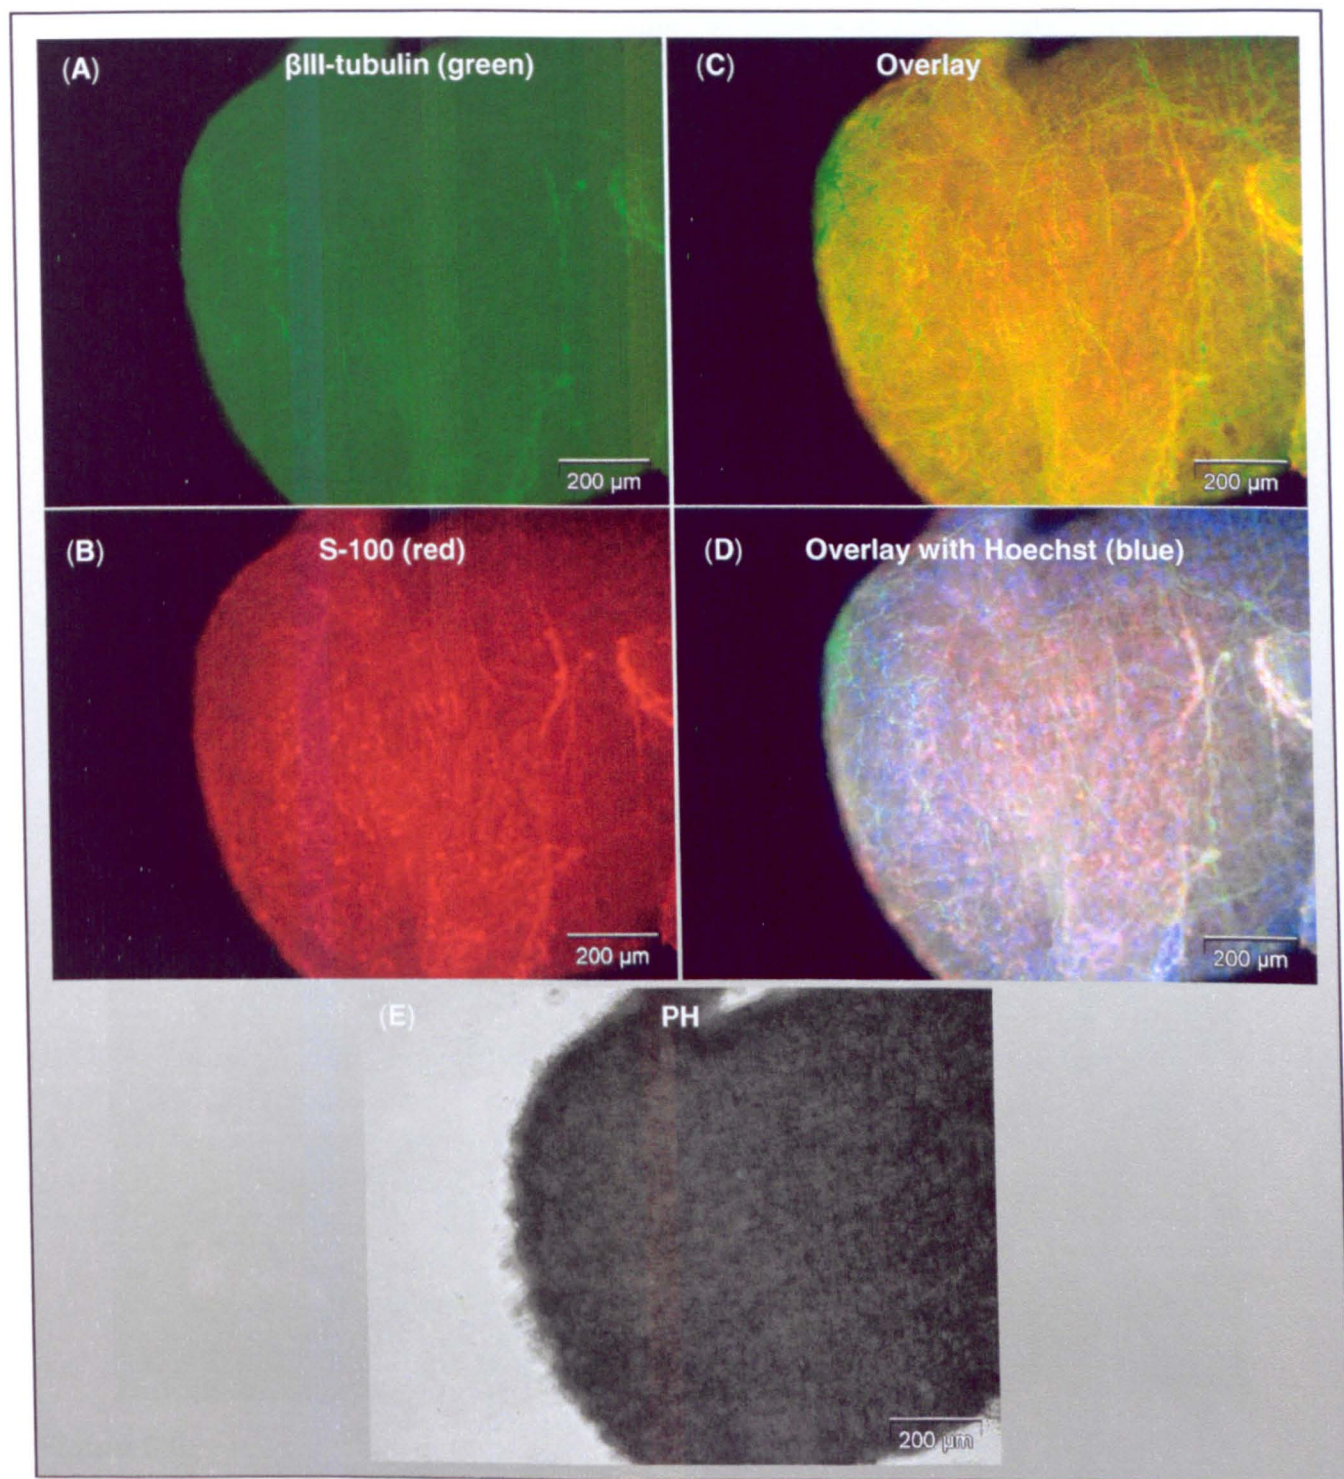 (A)
βIII-tubulin (green)
200 µm
(C)
Overlay
200 µm
(B)
S-100 (red)
200 µm
(D)
Overlay with Hoechst (blue)
200 µm
(E)
PH
200 µm